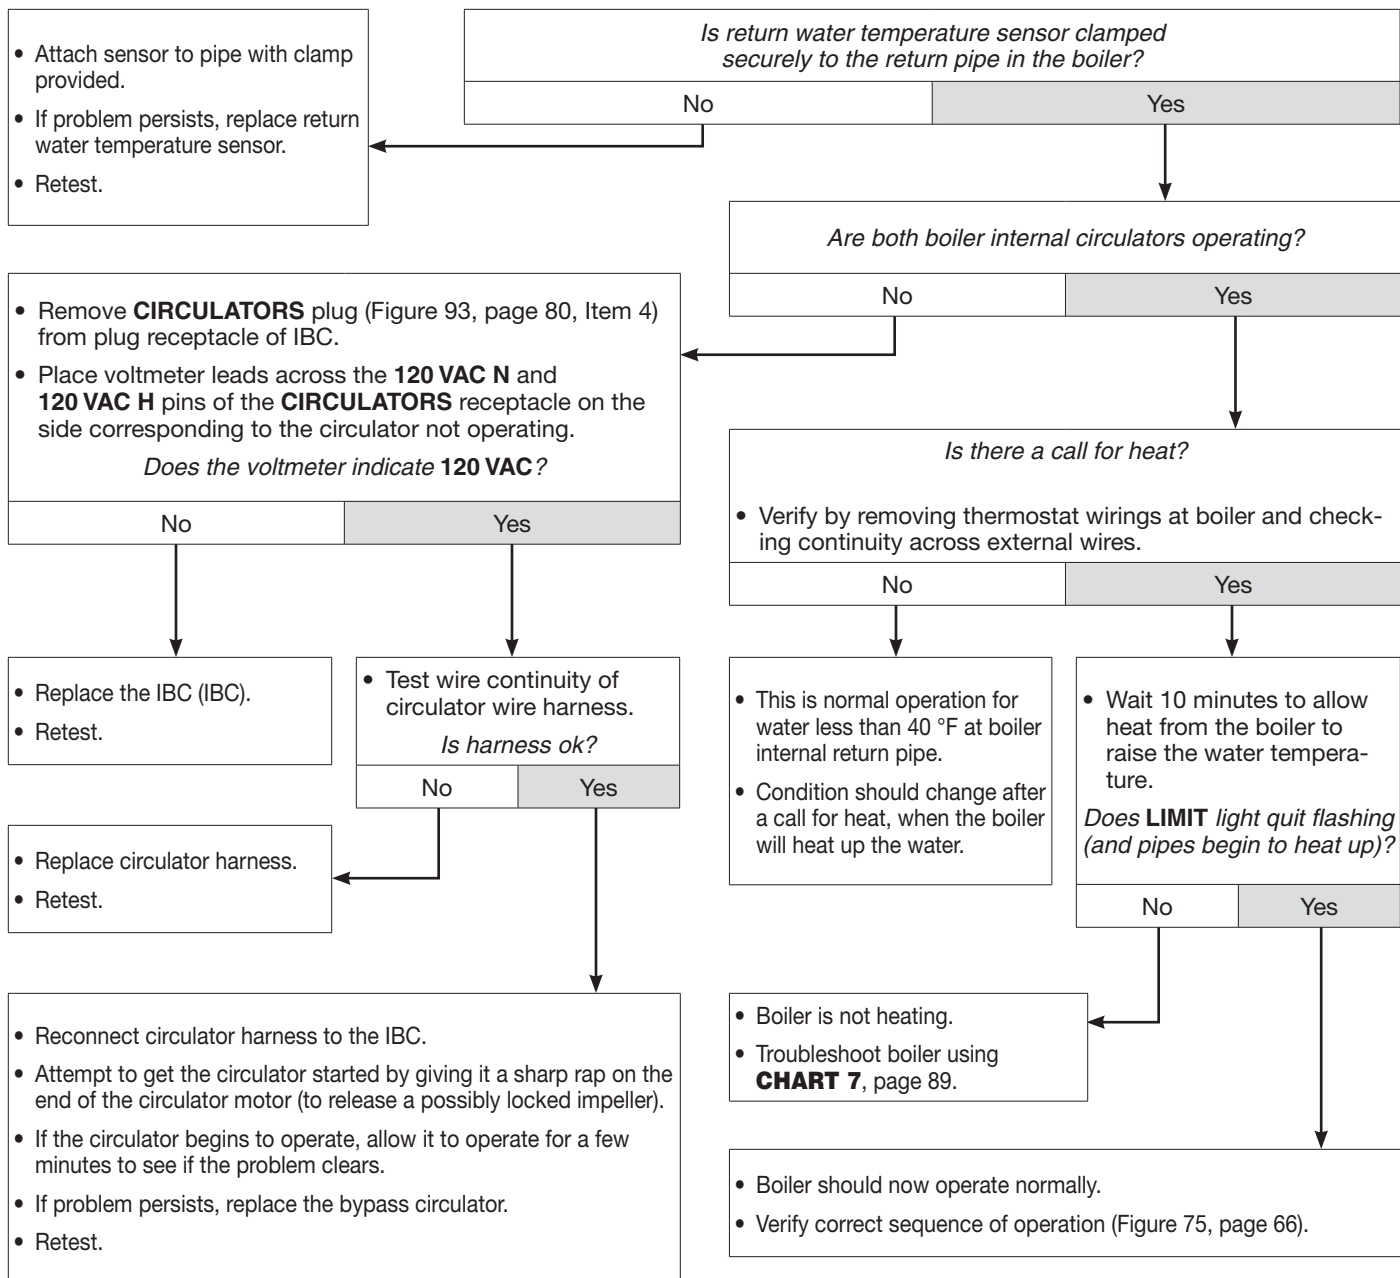 Is return water temperature sensor clamped
securely to the return pipe in the boiler?
No
Yes
• Attach sensor to pipe with clamp
provided.
• If problem persists, replace return
water temperature sensor.
• Retest.
Are both boiler internal circulators operating?
No
Yes
• Remove CIRCULATORS plug (Figure 93, page 80, Item 4)
from plug receptacle of IBC.
• Place voltmeter leads across the 120 VAC N and
120 VAC H pins of the CIRCULATORS receptacle on the
side corresponding to the circulator not operating.
Does the voltmeter indicate 120 VAC?
No
Yes
Is there a call for heat?
• Verify by removing thermostat wirings at boiler and check-
ing continuity across external wires.
No
Yes
• Replace the IBC (IBC).
• Retest.
• Test wire continuity of
circulator wire harness.
Is harness ok?
No
Yes
• This is normal operation for
water less than 40 °F at boiler
internal return pipe.
• Condition should change after
a call for heat, when the boiler
will heat up the water.
• Wait 10 minutes to allow
heat from the boiler to
raise the water tempera-
ture.
Does LIMIT light quit flashing
(and pipes begin to heat up)?
No
Yes
• Replace circulator harness.
• Retest.
• Reconnect circulator harness to the IBC.
• Attempt to get the circulator started by giving it a sharp rap on the
end of the circulator motor (to release a possibly locked impeller).
• If the circulator begins to operate, allow it to operate for a few
minutes to see if the problem clears.
• If problem persists, replace the bypass circulator.
• Retest.
• Boiler is not heating.
• Troubleshoot boiler using
CHART 7, page 89.
• Boiler should now operate normally.
• Verify correct sequence of operation (Figure 75, page 66).